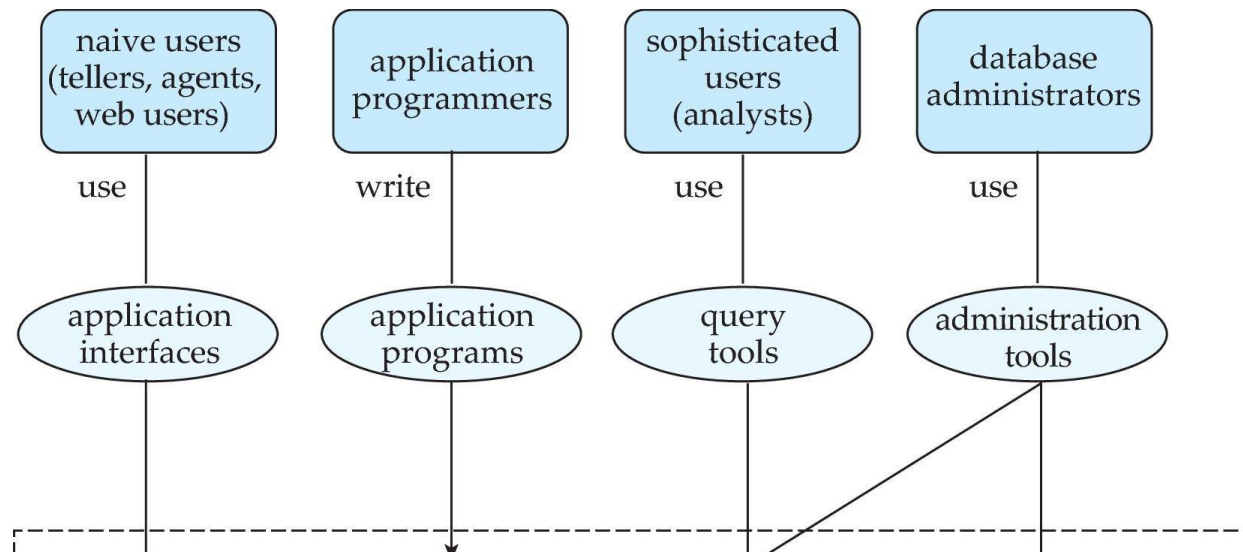 naive users
(tellers, agents,
web users)
application
programmers
sophisticated
users
(analysts)
database
administrators
use
write
use
use
application
interfaces
application
programs
query
tools
administration
tools